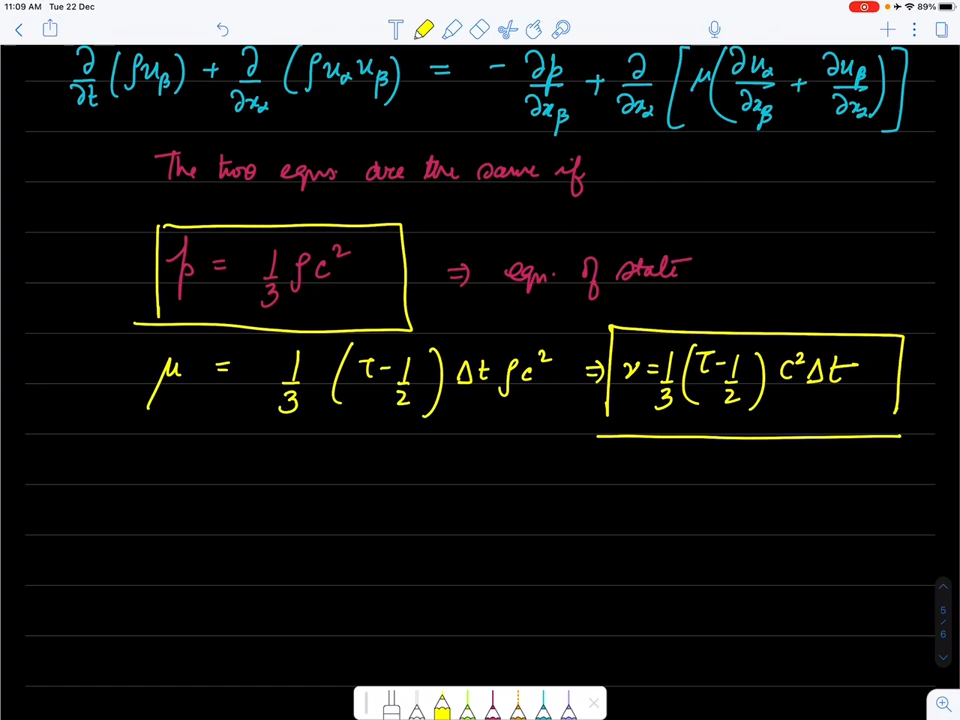 11:09 AM Tue 22 Dec 89%
∂/∂t (ρu_β) + ∂/∂x_α (ρu_α u_β) = - ∂p/∂x_β + ∂/∂x_α [μ(∂u_α/∂x_β + ∂u_β/∂x_α)]
The two eqns are the same if
p = 1/3 ρc² ⇒ eqn. of state
μ = 1/3 (τ - 1/2) Δt ρc² ⇒ ν = 1/3 (τ - 1/2) c² Δt
5
/
6